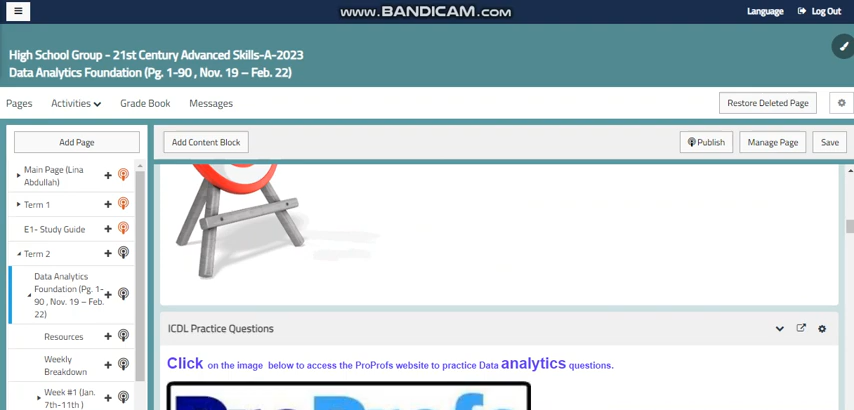 www.BANDICAM.com
Language
Log Out
High School Group - 21st Century Advanced Skills-A-2023
Data Analytics Foundation (Pg. 1-90 , Nov. 19 – Feb. 22)
Pages
Activities
Grade Book
Messages
Restore Deleted Page
Add Page
Add Content Block
Publish
Manage Page
Save
Main Page (Lina
Abdullah)
Term 1
E1- Study Guide
Term 2
Data Analytics
Foundation (Pg. 1-
90 , Nov. 19 – Feb.
22)
Resources
Weekly
Breakdown
Week #1 (Jan.
7th-11th )
ICDL Practice Questions
Click on the image below to access the ProProfs website to practice Data analytics questions.
ProProfs